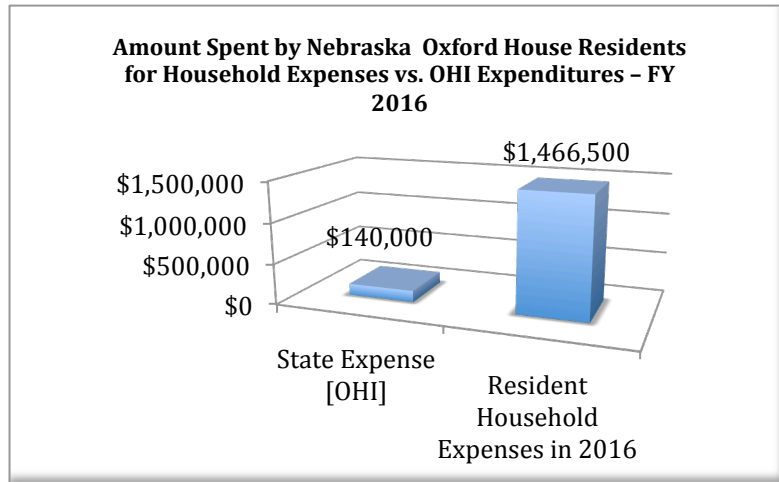 Amount Spent by Nebraska  Oxford House Residents
for Household Expenses vs. OHI Expenditures – FY
2016
$1,466,500
$1,500,000
$1,000,000
$140,000
$500,000
$0
State Expense
[OHI]
Resident
Household
Expenses in 2016